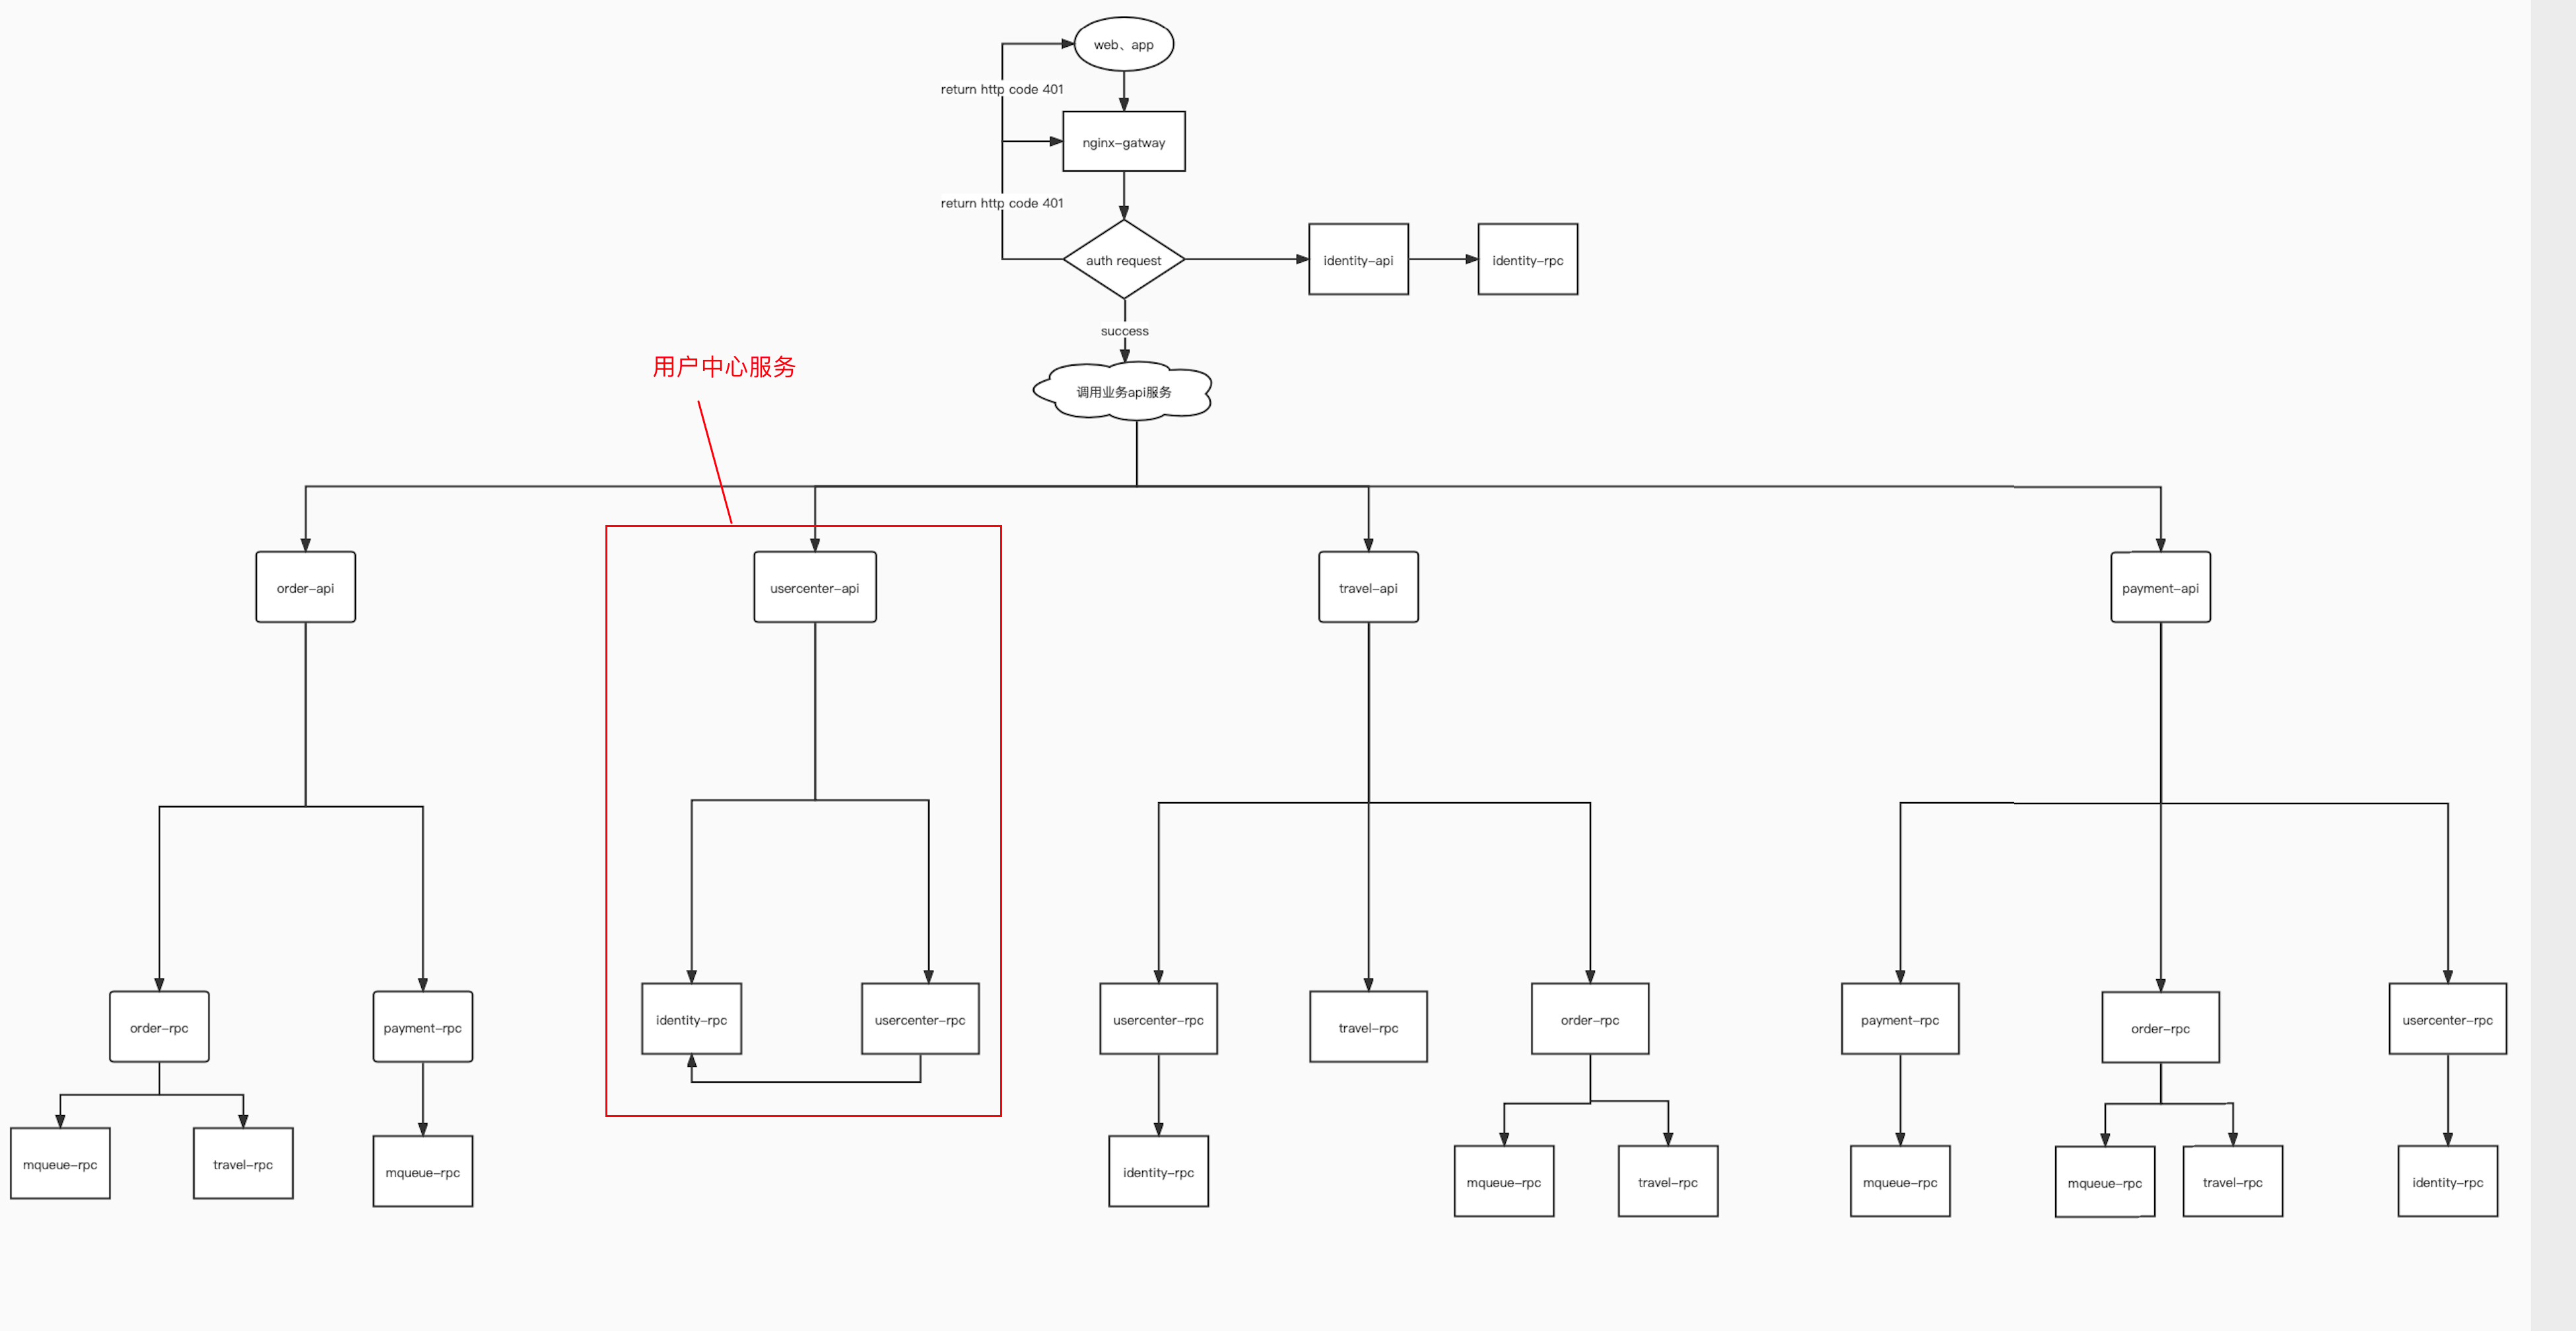 web、app
return http code 401
nginx-gatway
return http code 401
auth request
identity-api
identity-rpc
success
用户中心服务
调用业务api服务
order-api
usercenter-api
travel-api
payment-api
order-rpc
payment-rpc
identity-rpc
usercenter-rpc
usercenter-rpc
travel-rpc
order-rpc
payment-rpc
order-rpc
usercenter-rpc
mqueue-rpc
travel-rpc
mqueue-rpc
identity-rpc
mqueue-rpc
travel-rpc
mqueue-rpc
mqueue-rpc
travel-rpc
identity-rpc